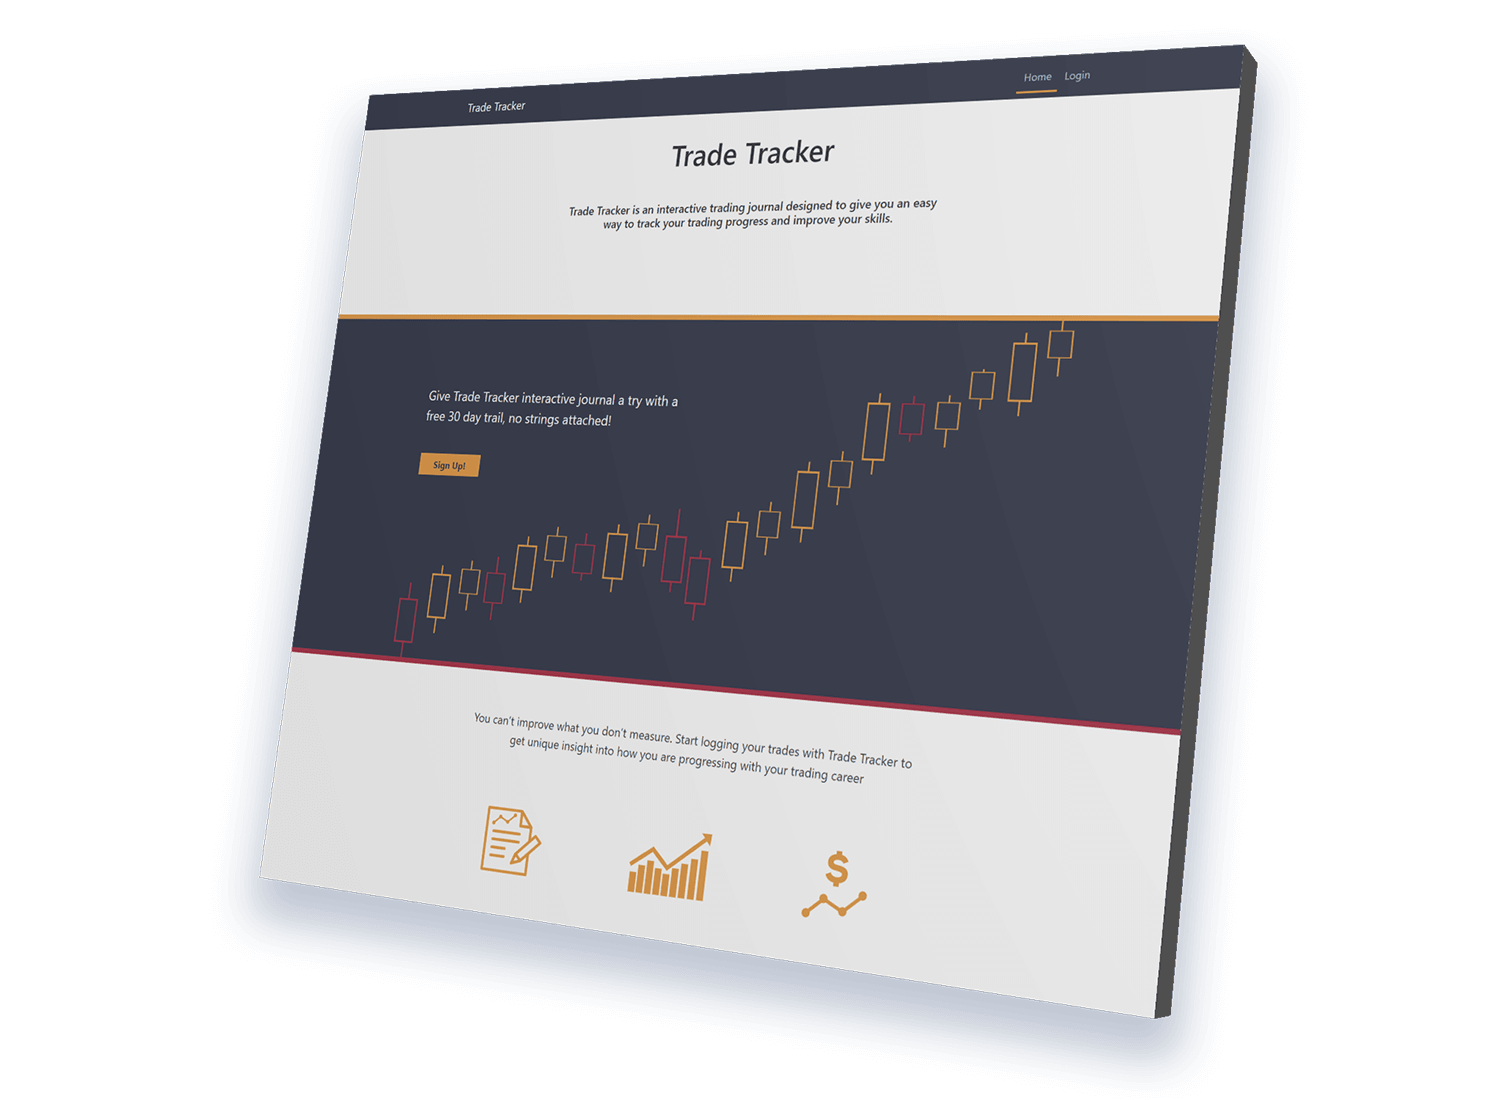 Trade Tracker
Home Login
Trade Tracker
Trade Tracker is an interactive trading journal designed to give you an easy
way to track your trading progress and improve your skills.
Give Trade Tracker interactive journal a try with a
free 30 day trail, no strings attached!
Sign Up!
You can't improve what you don't measure. Start logging your trades with Trade Tracker to
get unique insight into how you are progressing with your trading career
$